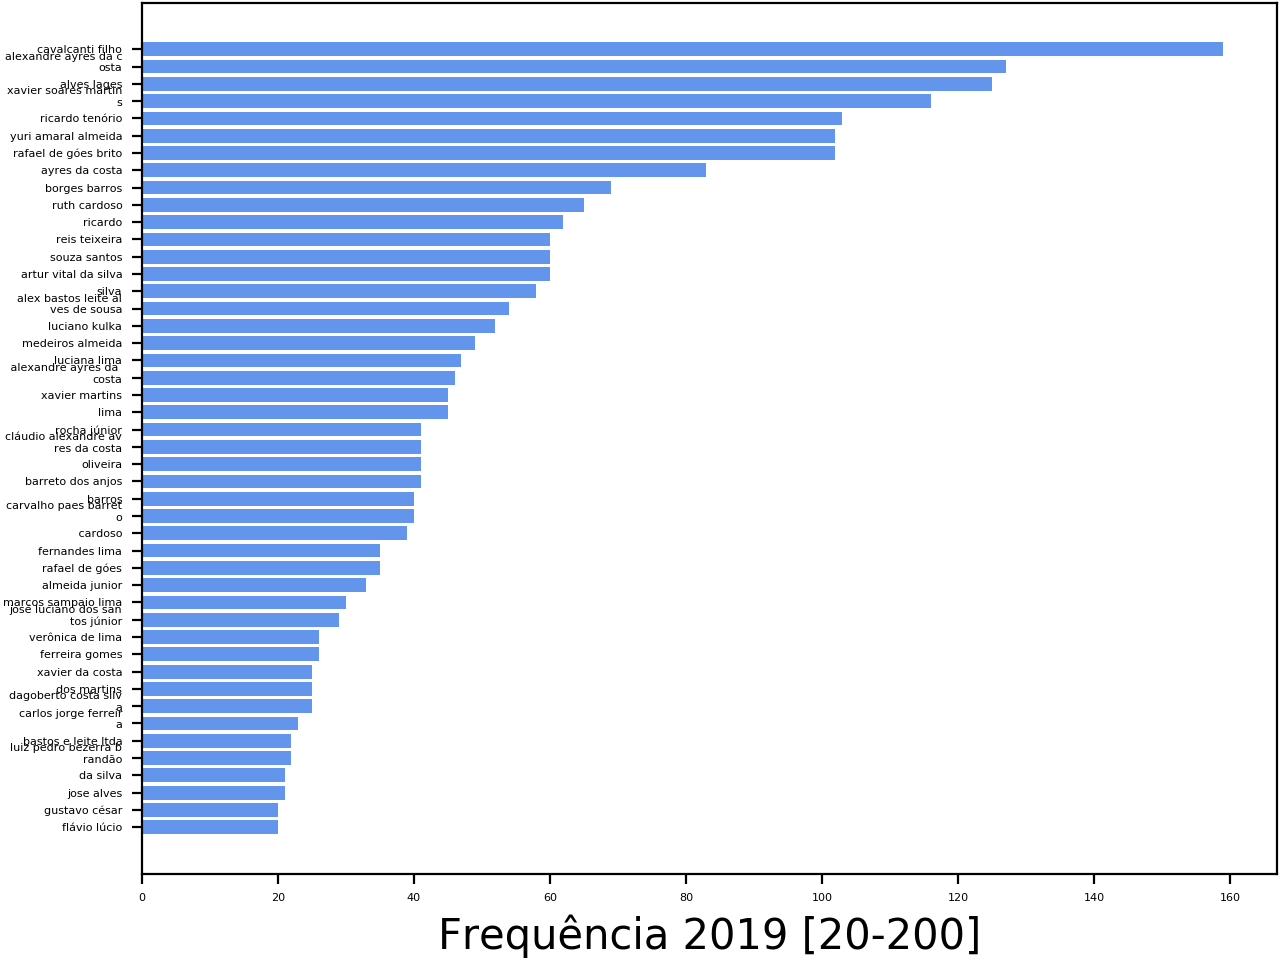 cavalcanti filho
alexandre ayres da c
osta
alves lages
xavier soares martin
s
ricardo tenório
yuri amaral almeida
rafael de góes brito
ayres da costa
borges barros
ruth cardoso
ricardo
reis teixeira
souza santos
artur vital da silva
silva
alex bastos leite al
ves de sousa
luciano kulka
medeiros almeida
luciana lima
alexandre ayres da
costa
xavier martins
lima
rocha júnior
cláudio alexandre av
res da costa
oliveira
barreto dos anjos
barros
carvalho paes barret
o
cardoso
fernandes lima
rafael de góes
almeida junior
marcos sampaio lima
josé luciano dos san
tos júnior
verônica de lima
ferreira gomes
xavier da costa
dos martins
dagoberto costa silv
a
carlos jorge ferreir
a
bastos e leite ltda
luiz pedro bezerra b
randão
da silva
jose alves
gustavo césar
flávio lúcio
0 20 40 60 80 100 120 140 160
Frequência 2019 [20-200]